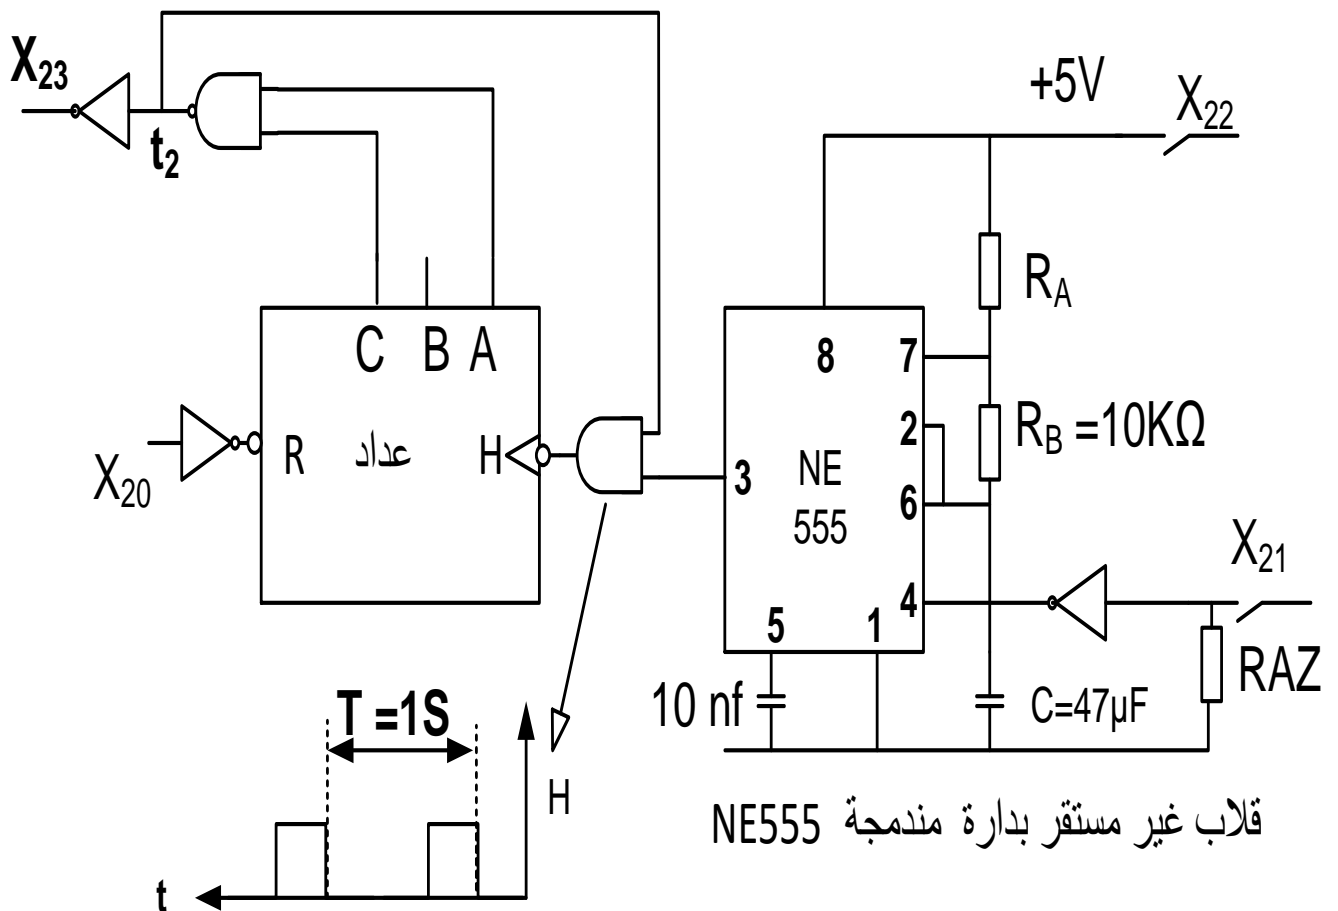 X23
t2
+5V
X22
RA
C B A
8
7
RB =10KΩ
2
X20
R
عداد
H
3
NE
555
6
X21
4
5
1
RAZ
10 nf
C=47µF
T =1S
H
قلاب غير مستقر بدارة مندمجة NE555
t